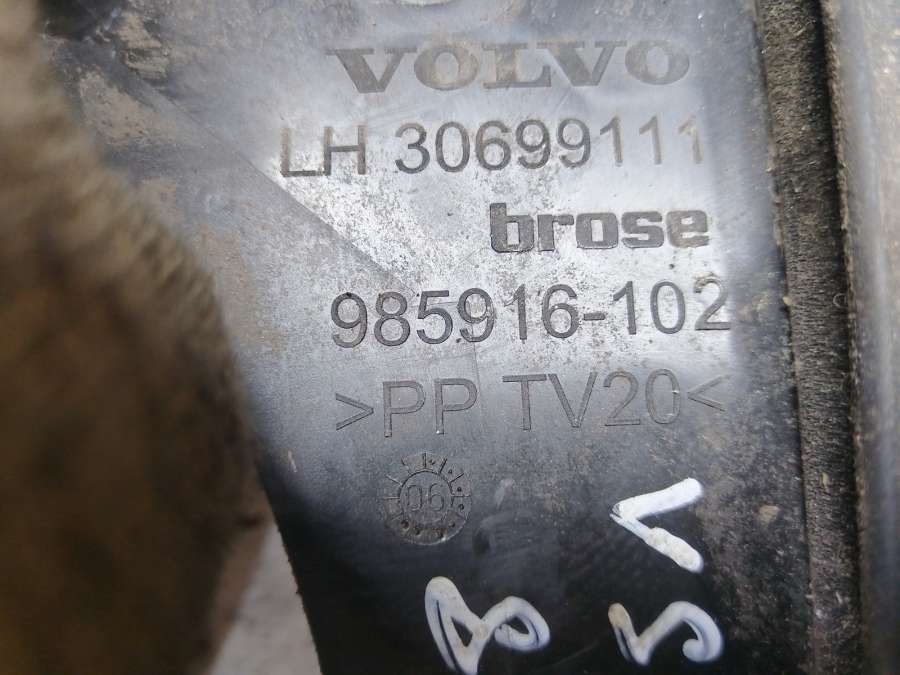 VOLVO
LH 30699111
brose
985916-102
>PP TV20<
06